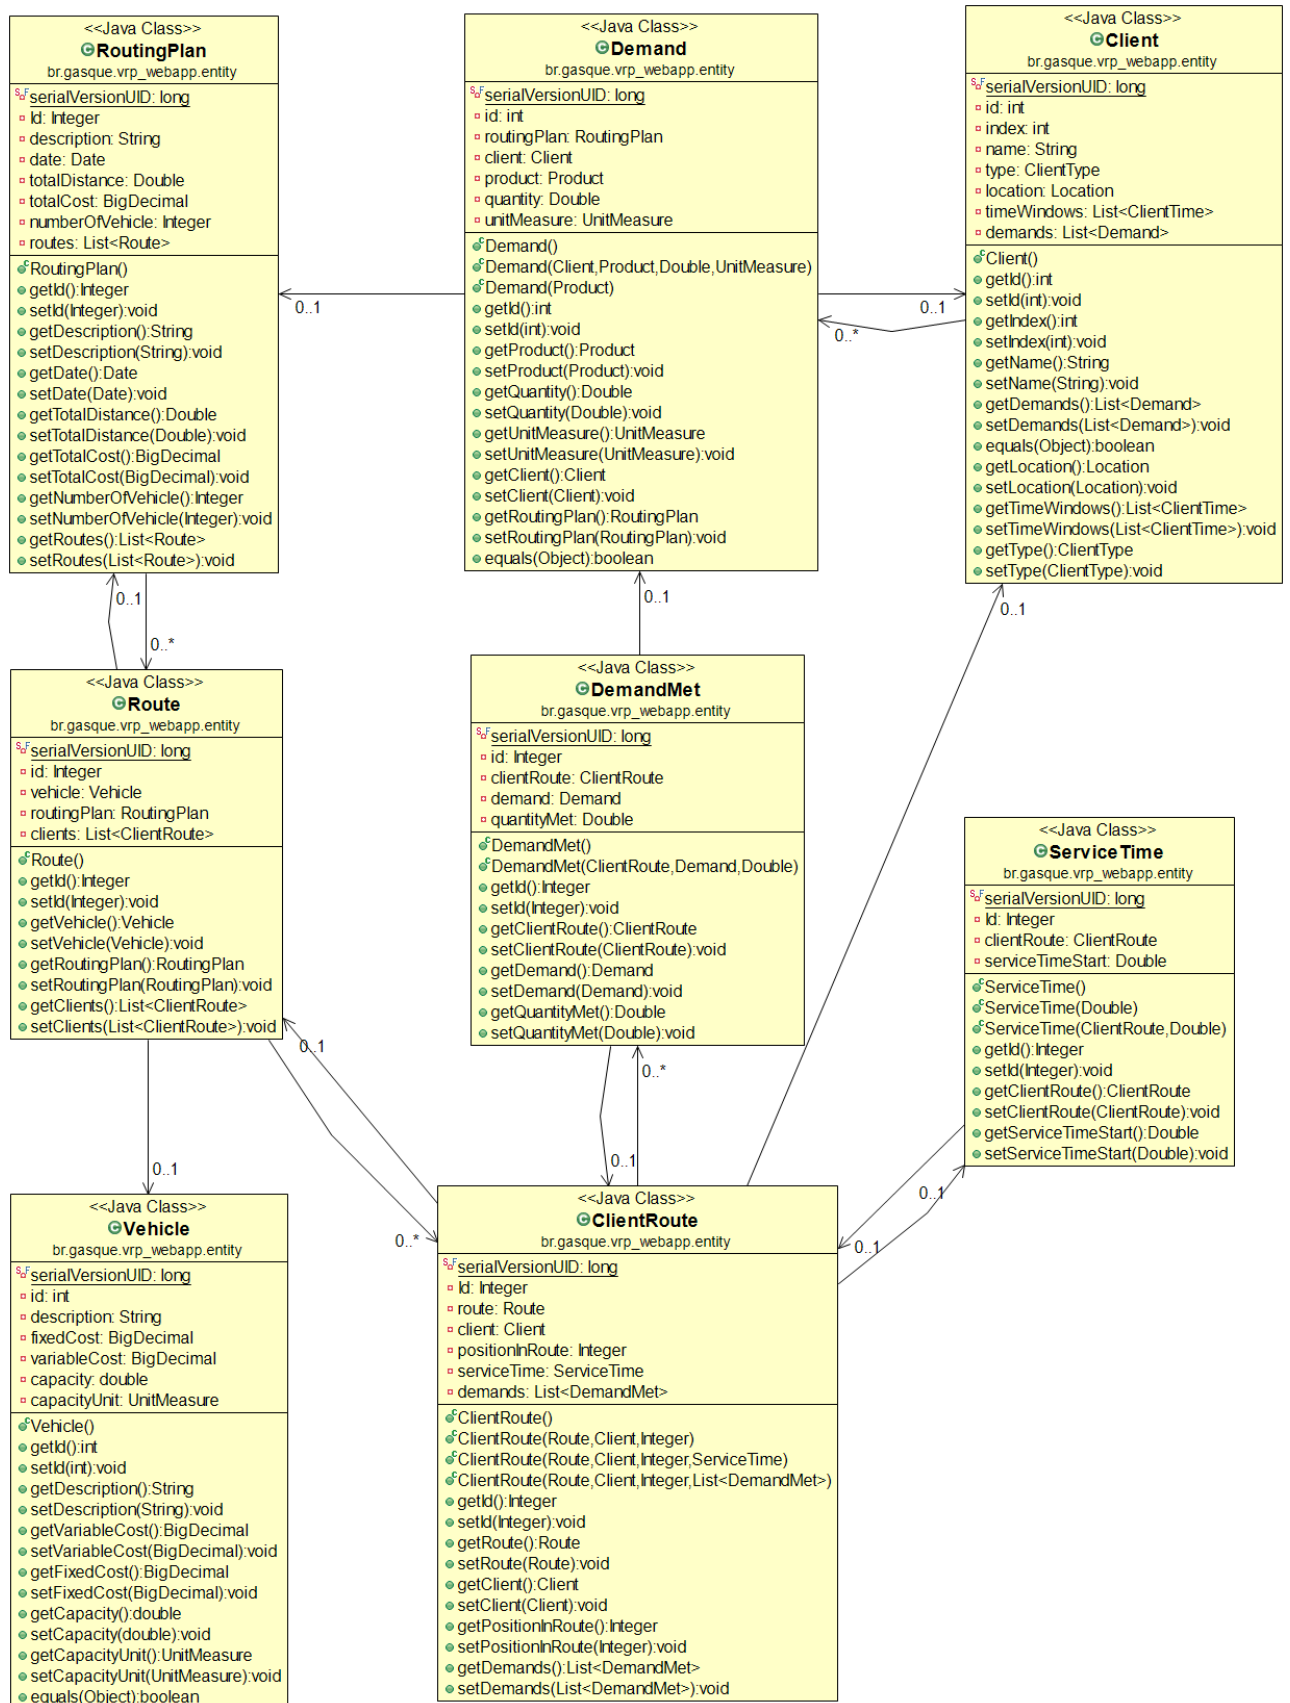 <<Java Class>>
RoutingPlan
br.gasque.vrp_webapp.entity
serialVersionUID: long
Id: Integer
description: String
date: Date
totalDistance: Double
totalCost: BigDecimal
numberOfVehicle: Integer
routes: List<Route>
RoutingPlan()
getId():Integer
setId(Integer):void
getDescription():String
setDescription(String):void
getDate():Date
setDate(Date):void
getTotalDistance():Double
setTotalDistance(Double):void
getTotalCost():BigDecimal
setTotalCost(BigDecimal):void
getNumberOfVehicle():Integer
setNumberOfVehicle(Integer):void
getRoutes():List<Route>
setRoutes(List<Route>):void
<<Java Class>>
Demand
br.gasque.vrp_webapp.entity
serialVersionUID: long
id: int
routingPlan: RoutingPlan
client: Client
product: Product
quantity: Double
unitMeasure: UnitMeasure
Demand()
Demand(Client,Product,Double,UnitMeasure)
Demand(Product)
getId():int
setId(int):void
getProduct():Product
setProduct(Product):void
getQuantity():Double
setQuantity(Double):void
getUnitMeasure():UnitMeasure
setUnitMeasure(UnitMeasure):void
getClient():Client
setClient(Client):void
getRoutingPlan():RoutingPlan
setRoutingPlan(RoutingPlan):void
equals(Object):boolean
<<Java Class>>
Client
br.gasque.vrp_webapp.entity
serialVersionUID: long
id: int
index: int
name: String
type: ClientType
location: Location
timeWindows: List<ClientTime>
demands: List<Demand>
Client()
getId():int
setId(int):void
getIndex():int
setIndex(int):void
getName():String
setName(String):void
getDemands():List<Demand>
setDemands(List<Demand>):void
equals(Object):boolean
getLocation():Location
setLocation(Location):void
getTimeWindows():List<ClientTime>
setTimeWindows(List<ClientTime>):void
getType():ClientType
setType(ClientType):void
0..1
0..1
0..*
0..1
0..*
0..1
0..1
<<Java Class>>
Route
br.gasque.vrp_webapp.entity
serialVersionUID: long
id: Integer
vehicle: Vehicle
routingPlan: RoutingPlan
clients: List<ClientRoute>
Route()
getId():Integer
setId(Integer):void
getVehicle():Vehicle
setVehicle(Vehicle):void
getRoutingPlan():RoutingPlan
setRoutingPlan(RoutingPlan):void
getClients():List<ClientRoute>
setClients(List<ClientRoute>):void
<<Java Class>>
DemandMet
br.gasque.vrp_webapp.entity
serialVersionUID: long
id: Integer
clientRoute: ClientRoute
demand: Demand
quantityMet: Double
DemandMet()
DemandMet(ClientRoute,Demand,Double)
getId():Integer
setId(Integer):void
getClientRoute():ClientRoute
setClientRoute(ClientRoute):void
getDemand():Demand
setDemand(Demand):void
getQuantityMet():Double
setQuantityMet(Double):void
<<Java Class>>
ServiceTime
br.gasque.vrp_webapp.entity
serialVersionUID: long
Id: Integer
clientRoute: ClientRoute
serviceTimeStart: Double
ServiceTime()
ServiceTime(Double)
ServiceTime(ClientRoute,Double)
getId():Integer
setId(Integer):void
getClientRoute():ClientRoute
setClientRoute(ClientRoute):void
getServiceTimeStart():Double
setServiceTimeStart(Double):void
0..1
0..*
0..1
0..1
0..1
0..*
0..1
<<Java Class>>
Vehicle
br.gasque.vrp_webapp.entity
serialVersionUID: long
id: int
description: String
fixedCost: BigDecimal
variableCost: BigDecimal
capacity: double
capacityUnit: UnitMeasure
Vehicle()
getId():int
setId(int):void
getDescription():String
setDescription(String):void
getVariableCost():BigDecimal
setVariableCost(BigDecimal):void
getFixedCost():BigDecimal
setFixedCost(BigDecimal):void
getCapacity():double
setCapacity(double):void
getCapacityUnit():UnitMeasure
setCapacityUnit(UnitMeasure):void
equals(Object):boolean
<<Java Class>>
ClientRoute
br.gasque.vrp_webapp.entity
serialVersionUID: long
Id: Integer
route: Route
client: Client
positionInRoute: Integer
serviceTime: ServiceTime
demands: List<DemandMet>
ClientRoute()
ClientRoute(Route,Client,Integer)
ClientRoute(Route,Client,Integer,ServiceTime)
ClientRoute(Route,Client,Integer,List<DemandMet>)
getId():Integer
setId(Integer):void
getRoute():Route
setRoute(Route):void
getClient():Client
setClient(Client):void
getPositionInRoute():Integer
setPositionInRoute(Integer):void
getDemands():List<DemandMet>
setDemands(List<DemandMet>):void